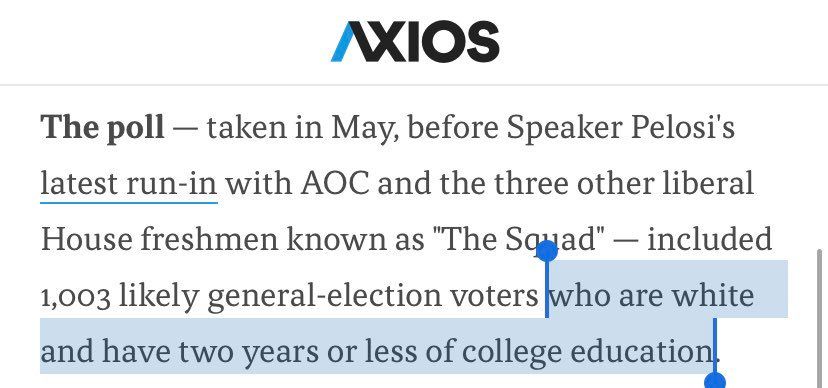 AXIOS
The poll — taken in May, before Speaker Pelosi's
latest run-in with AOC and the three other liberal
House freshmen known as "The Squad" — included
1,003 likely general-election voters who are white
and have two years or less of college education.